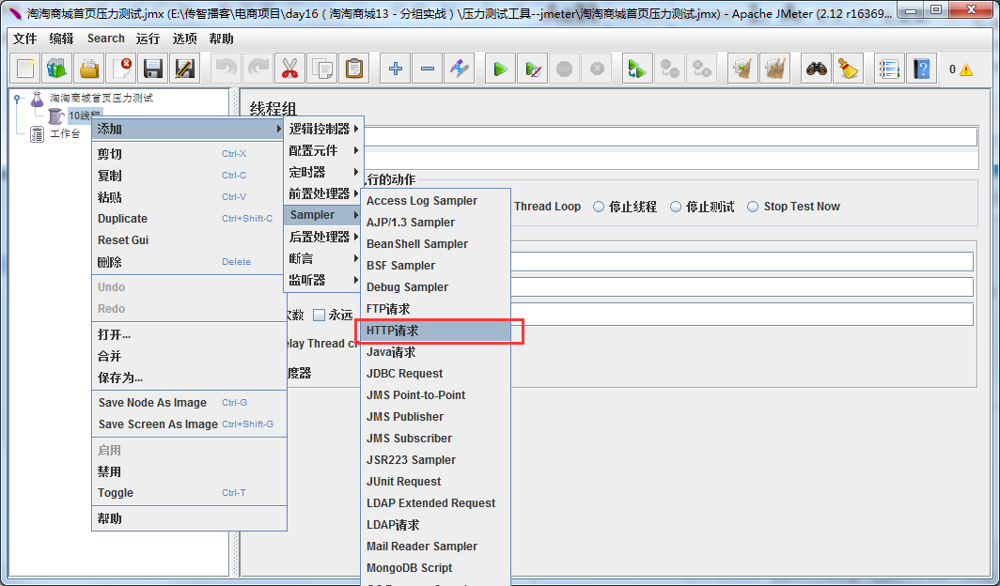 淘淘商城首页压力测试.jmx (E:\传智播客\电商项目\day16（淘淘商城13 - 分组实战）\压力测试工具--jmeter\淘淘商城首页压力测试.jmx) - Apache JMeter (2.12 r16369...
文件 编辑 Search 运行 选项 帮助
0
淘淘商城首页压力测试
10线程
工作台
线程组
添加
剪切 Ctrl-X
复制 Ctrl-C
粘贴 Ctrl-V
Duplicate Ctrl+Shift-C
Reset Gui
删除 Delete
Undo
Redo
打开...
合并
保存为...
Save Node As Image Ctrl-G
Save Screen As Image Ctrl+Shift-G
启用
禁用
Toggle Ctrl-T
帮助
逻辑控制器
配置元件
定时器
前置处理器
Sampler
后置处理器
断言
监听器
行的动作
Thread Loop 停止线程 停止测试 Stop Test Now
次数 永远
elay Thread c
度器
Access Log Sampler
AJP/1.3 Sampler
BeanShell Sampler
BSF Sampler
Debug Sampler
FTP请求
HTTP请求
Java请求
JDBC Request
JMS Point-to-Point
JMS Publisher
JMS Subscriber
JSR223 Sampler
JUnit Request
LDAP Extended Request
LDAP请求
Mail Reader Sampler
MongoDB Script